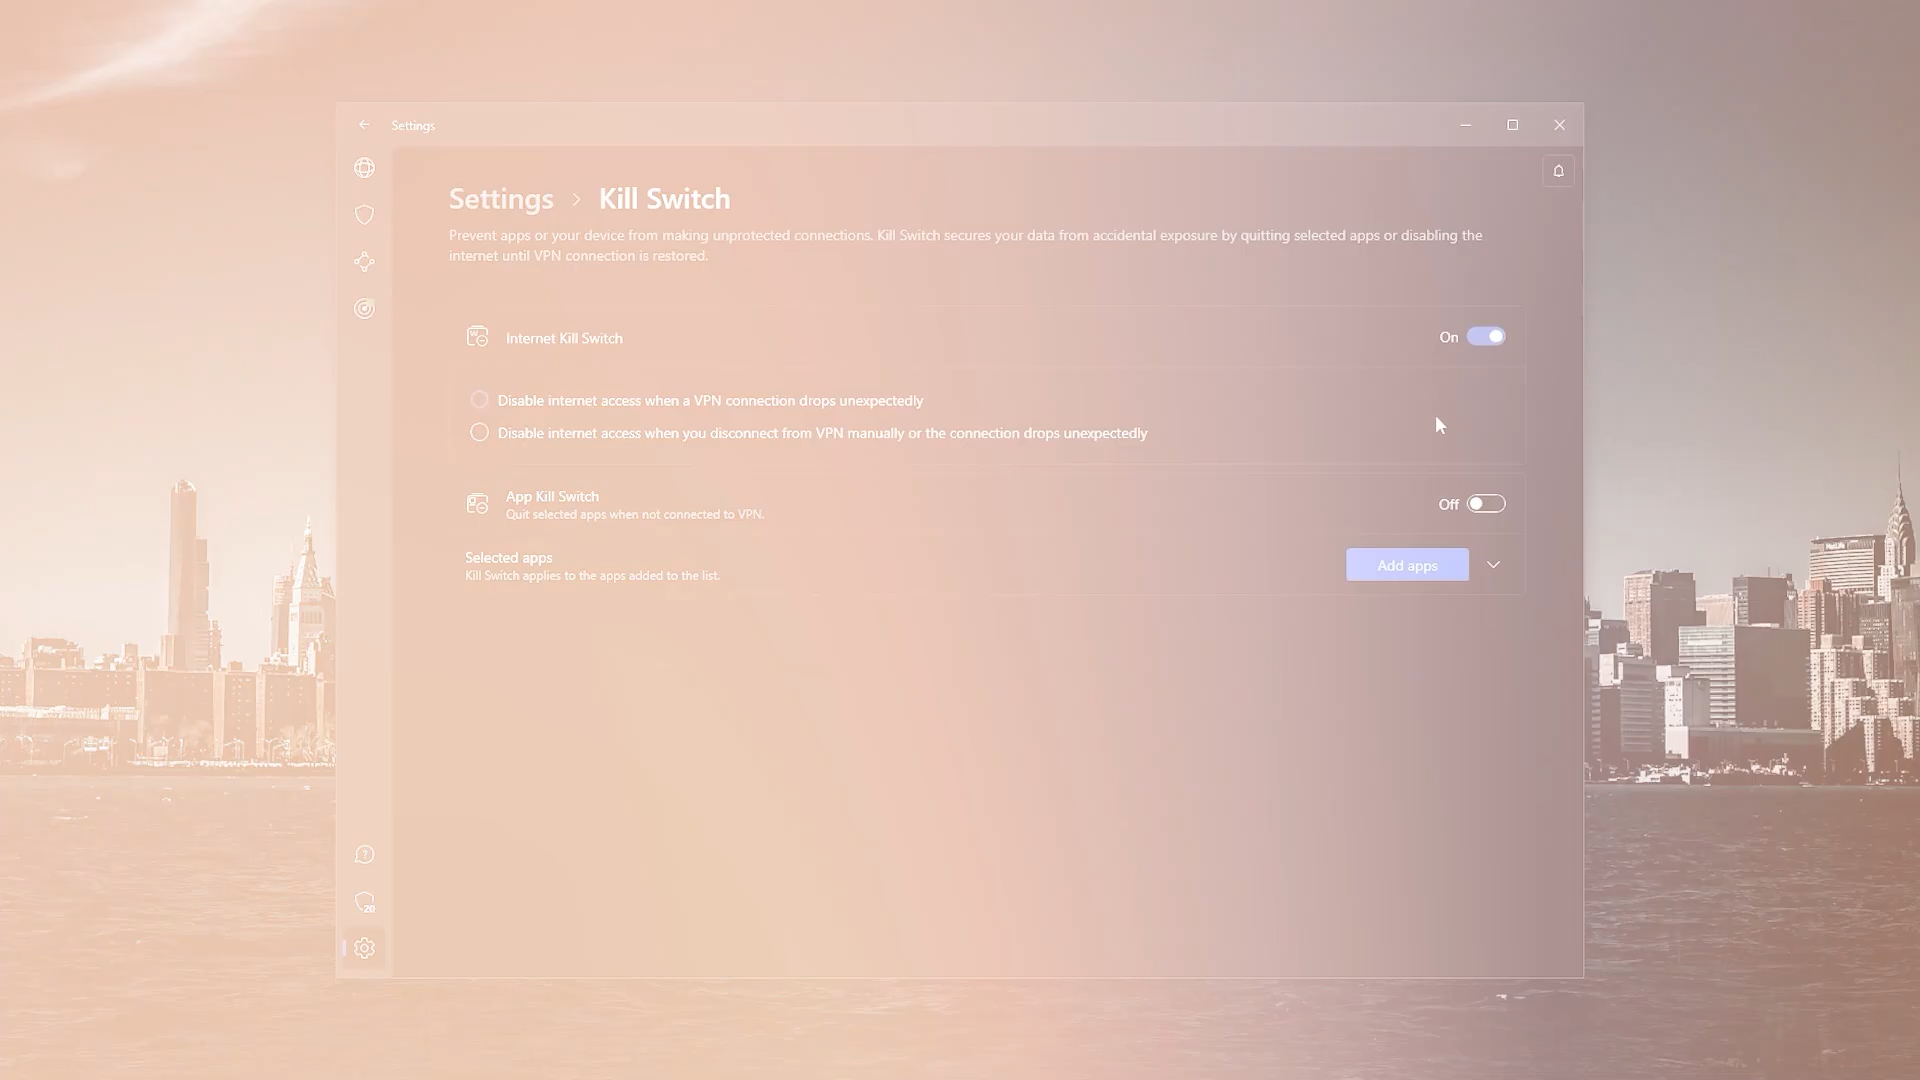 Settings
Settings > Kill Switch
Prevent apps or your device from making unprotected connections. Kill Switch secures your data from accidental exposure by quitting selected apps or disabling the
internet until VPN connection is restored.
Internet Kill Switch
On
Disable internet access when a VPN connection drops unexpectedly
Disable internet access when you disconnect from VPN manually or the connection drops unexpectedly
App Kill Switch
Off
Quit selected apps when not connected to VPN.
Selected apps
Add apps
Kill Switch applies to the apps added to the list.
MetLife
20